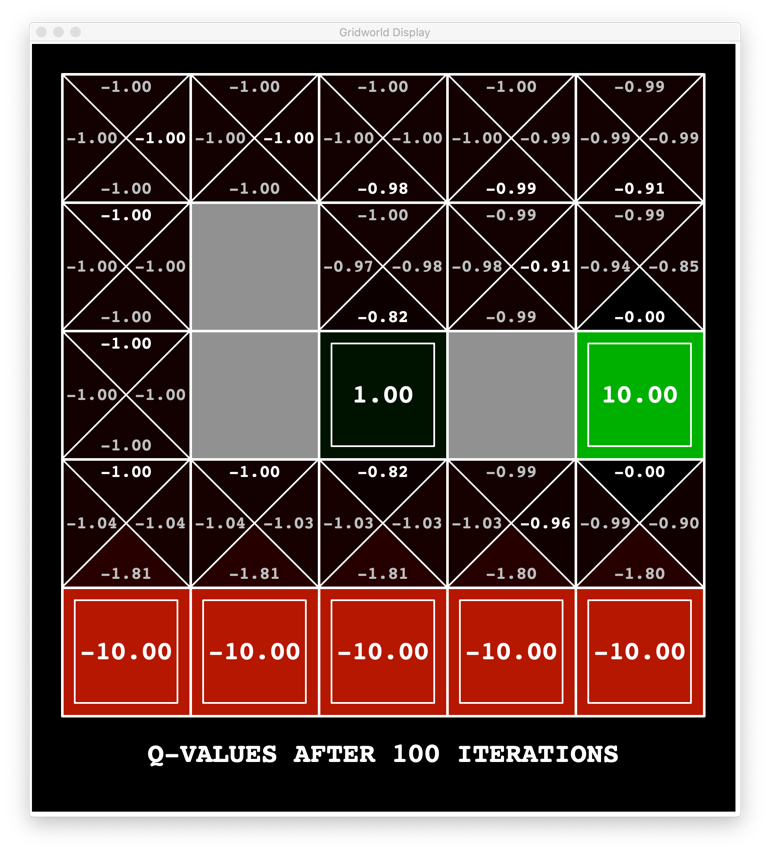 Gridworld Display
-1.00 -1.00 -1.00 -1.00 -0.99
-1.00 -1.00 -1.00 -1.00 -1.00 -1.00 -1.00 -0.99 -0.99 -0.99
-1.00 -1.00 -0.98 -0.99 -0.91
-1.00 -1.00 -0.99 -0.99
-1.00 -1.00 -0.97 -0.98 -0.98 -0.91 -0.94 -0.85
-1.00 -0.82 -0.99 -0.00
-1.00
-1.00 -1.00 1.00 10.00
-1.00
-1.00 -1.00 -0.82 -0.99 -0.00
-1.04 -1.04 -1.04 -1.03 -1.03 -1.03 -1.03 -0.96 -0.99 -0.90
-1.81 -1.81 -1.81 -1.80 -1.80
-10.00 -10.00 -10.00 -10.00 -10.00
Q-VALUES AFTER 100 ITERATIONS